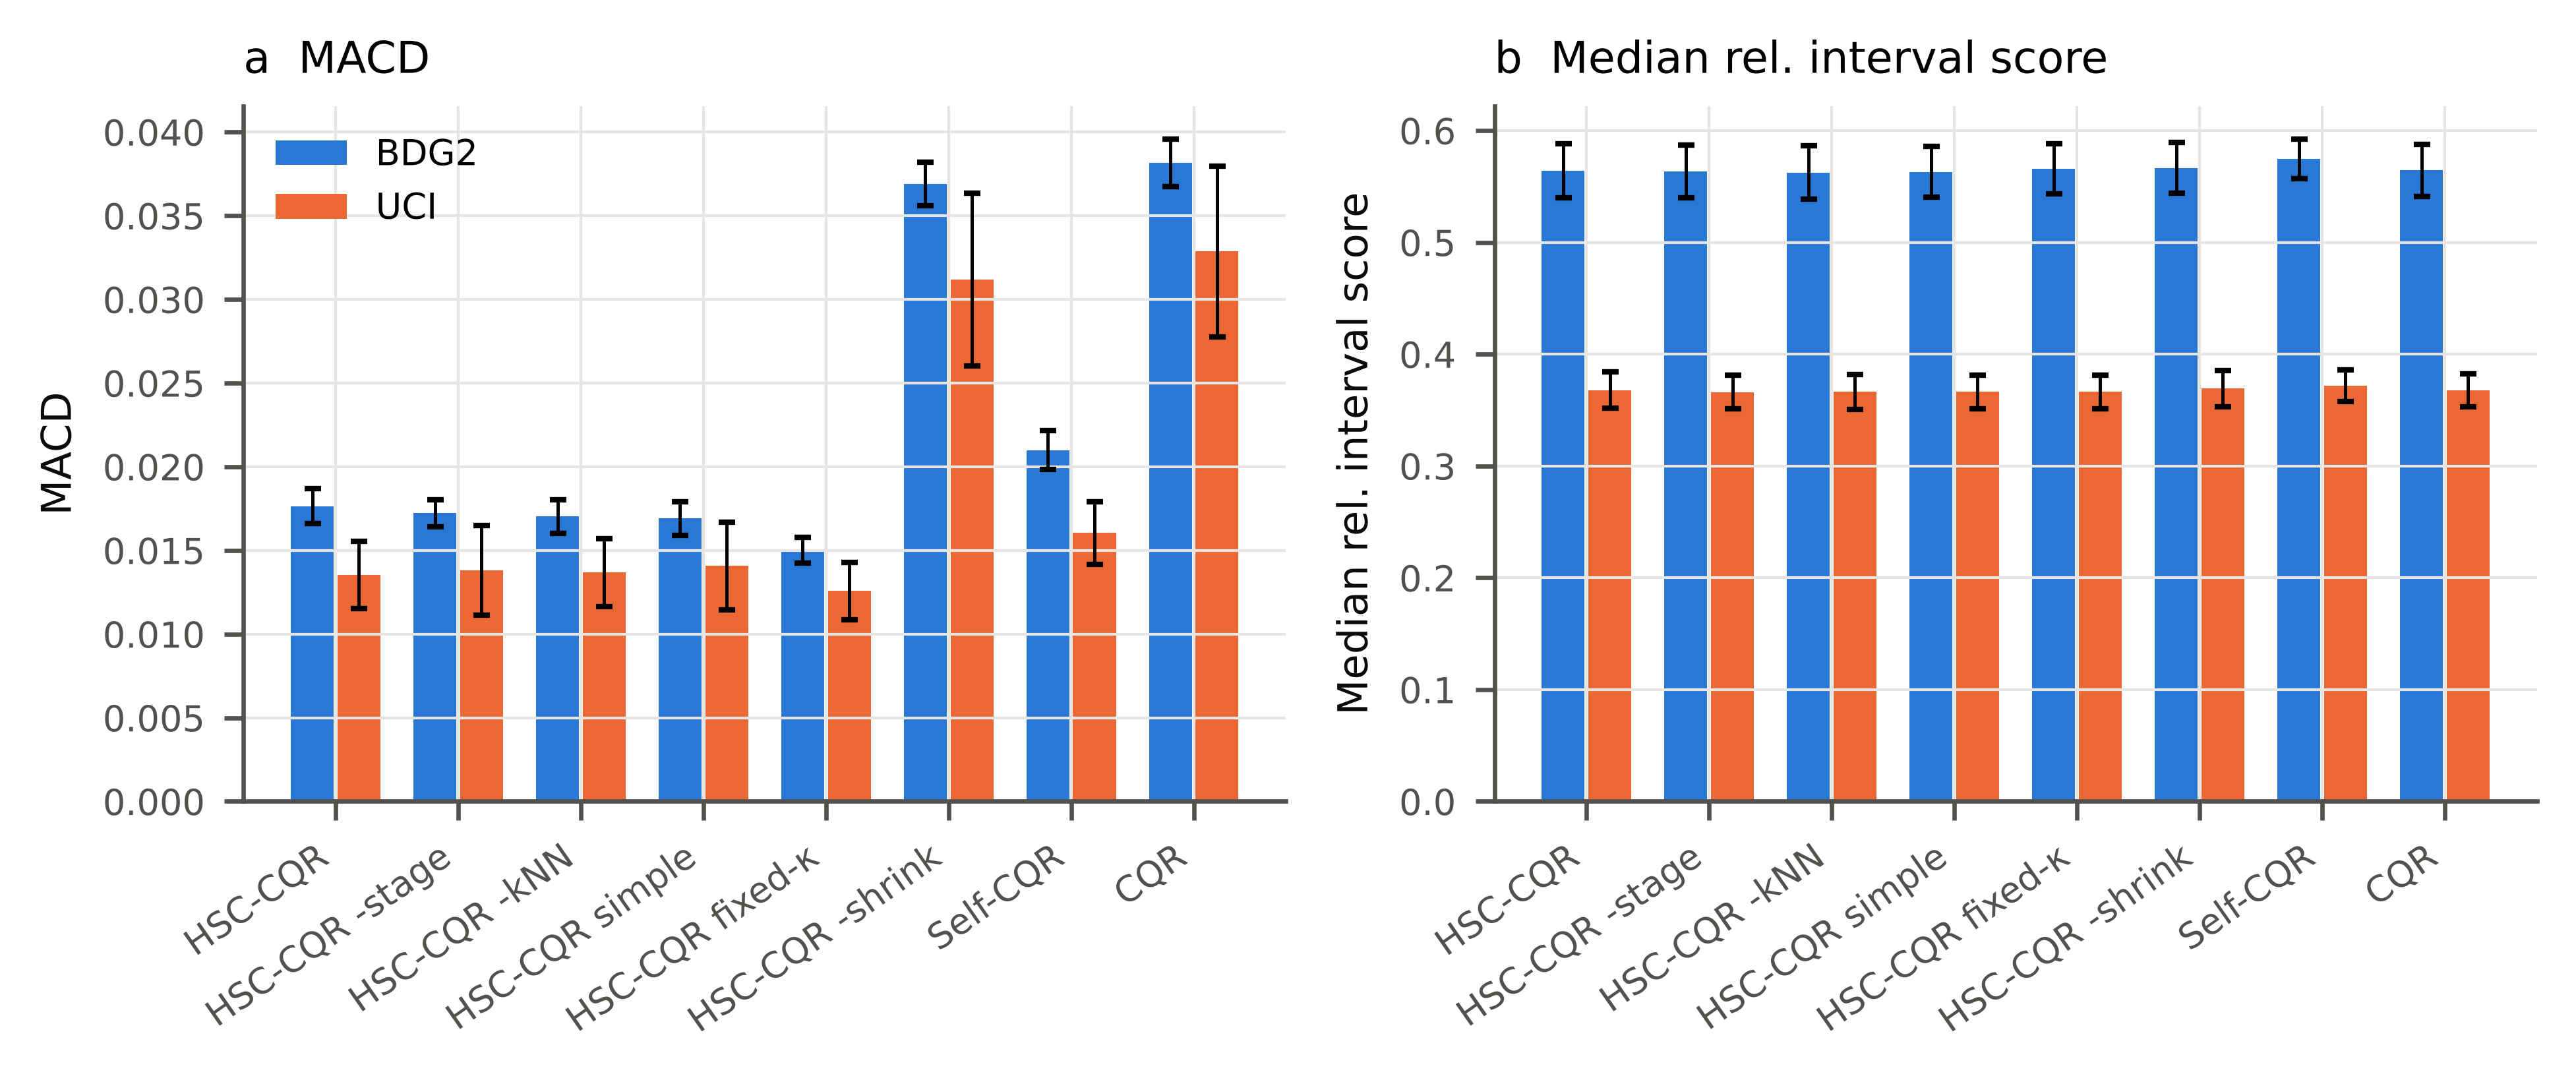 a MACD
MACD
0.040
0.035
0.030
0.025
0.020
0.015
0.010
0.005
0.000
BDG2
UCI
HSC-CQR
HSC-CQR -stage
HSC-CQR -kNN
HSC-CQR simple
HSC-CQR fixed-κ
HSC-CQR -shrink
Self-CQR
CQR
b Median rel. interval score
Median rel. interval score
0.6
0.5
0.4
0.3
0.2
0.1
0.0
HSC-CQR
HSC-CQR -stage
HSC-CQR -kNN
HSC-CQR simple
HSC-CQR fixed-κ
HSC-CQR -shrink
Self-CQR
CQR